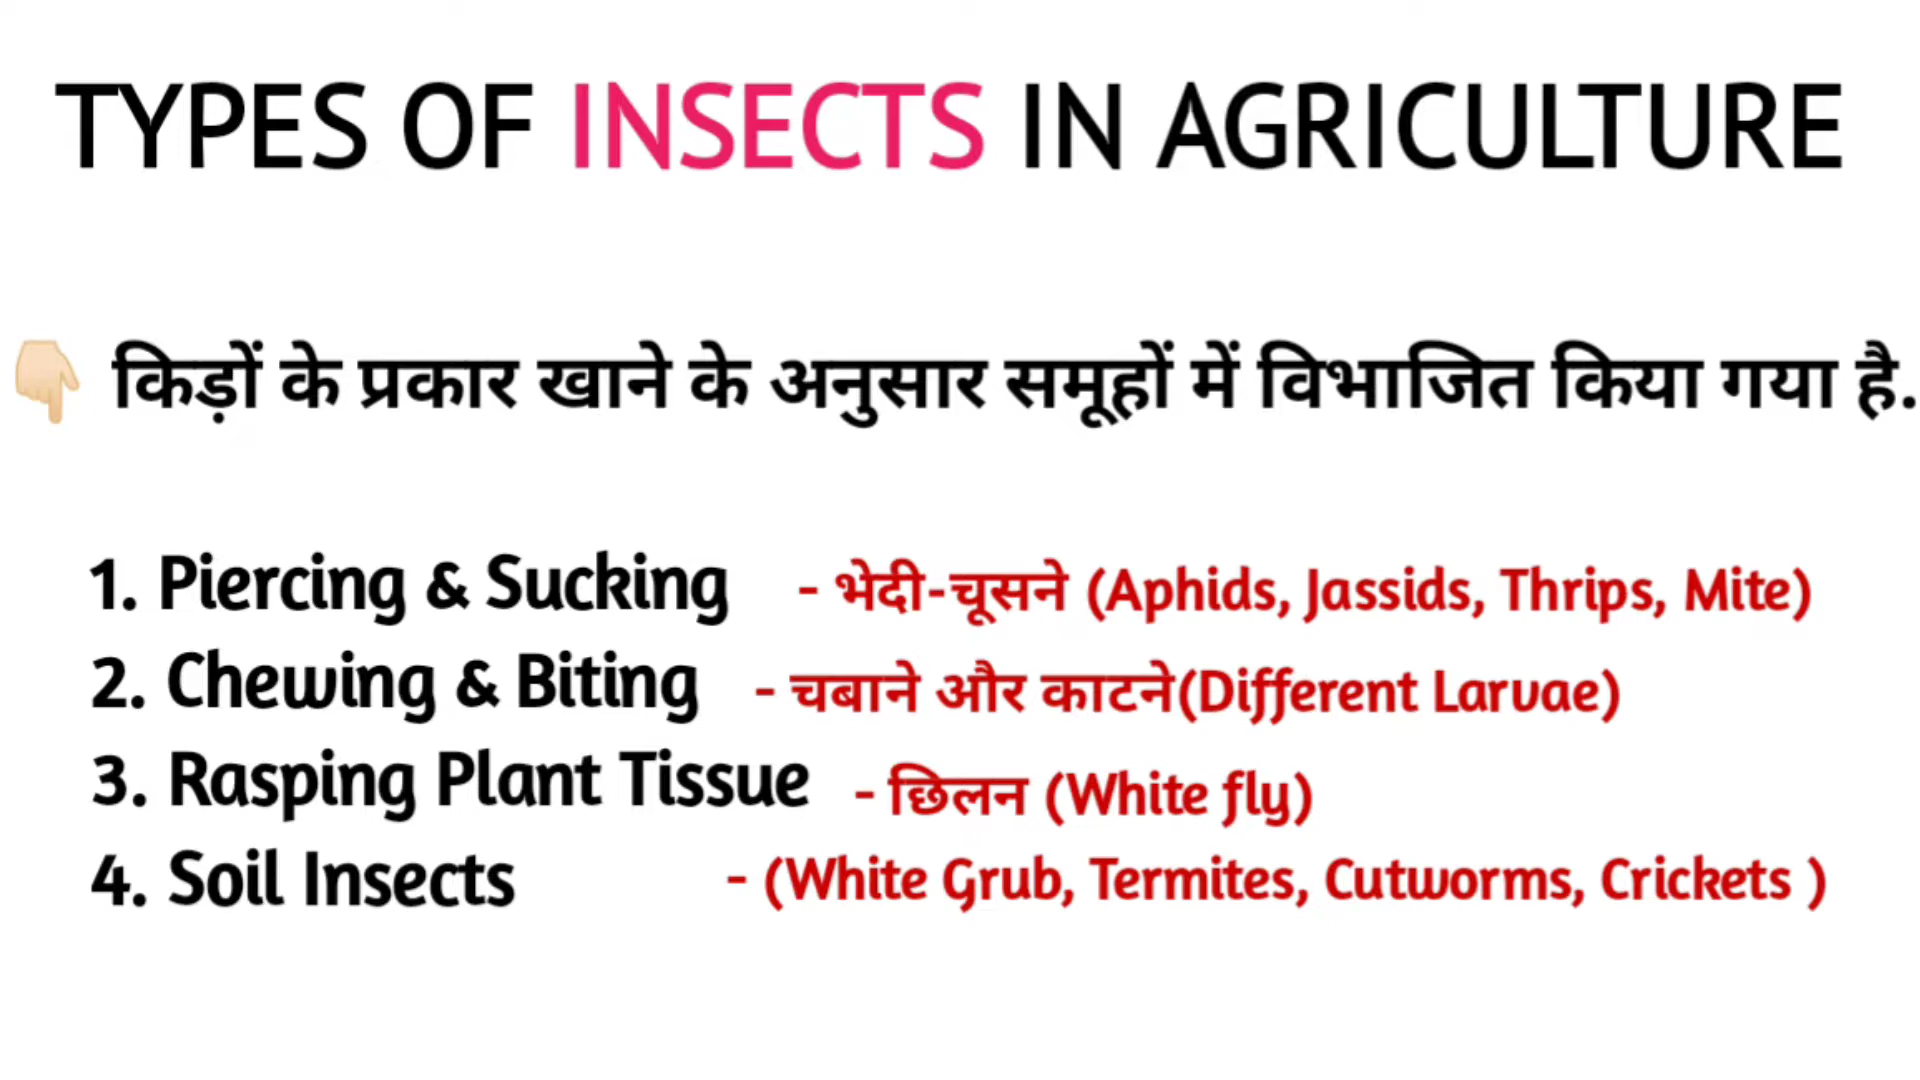 TYPES OF INSECTS IN AGRICULTURE
👇🏻 किड़ों के प्रकार खाने के अनुसार समूहों में विभाजित किया गया है.
1. Piercing & Sucking - भेदी-चूसने (Aphids, Jassids, Thrips, Mite)
2. Chewing & Biting - चबाने और काटने(Different Larvae)
3. Rasping Plant Tissue - छिलन (White fly)
4. Soil Insects - (White Grub, Termites, Cutworms, Crickets )